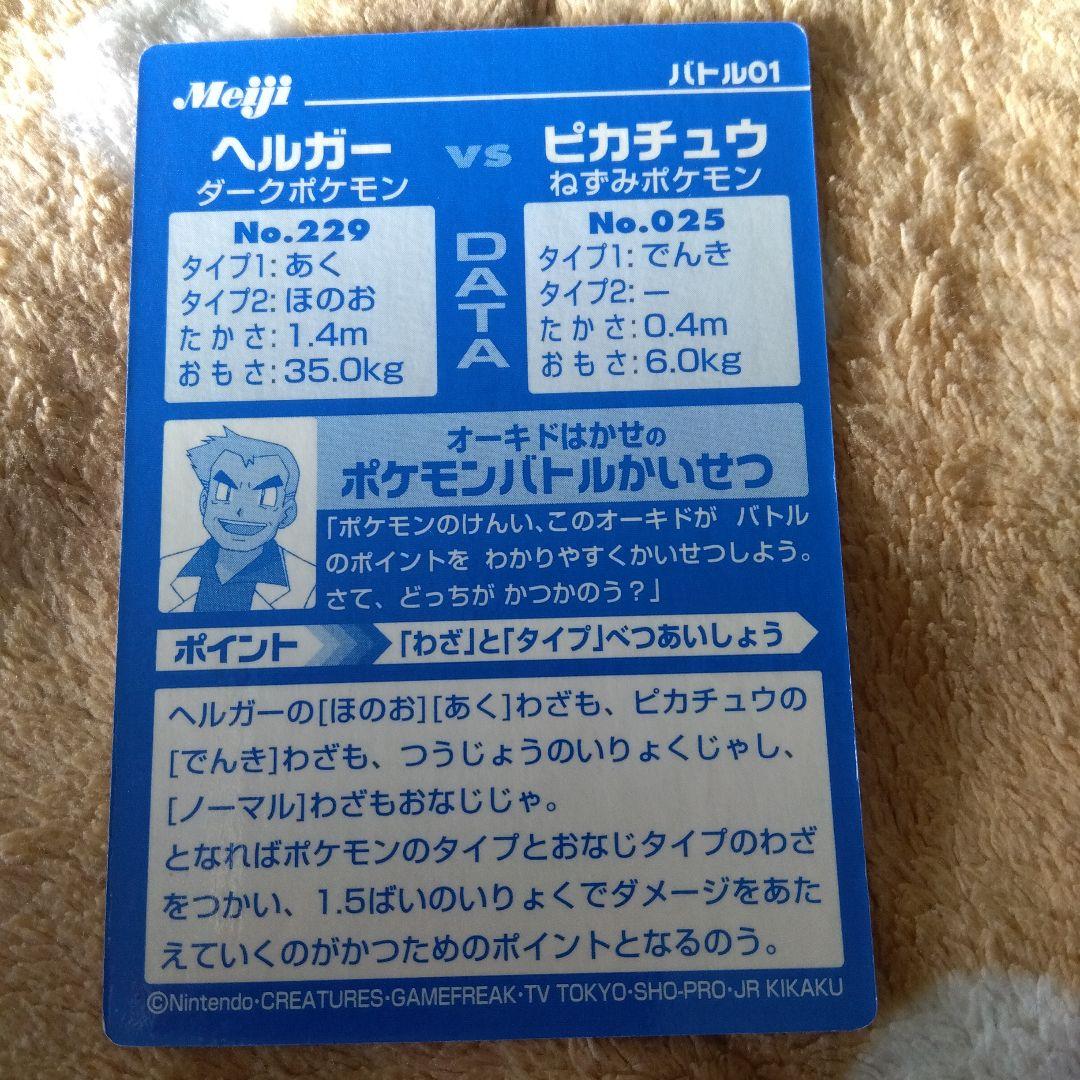 Meiji
バトル01
ヘルガー vs ピカチュウ
ダークポケモン
ねずみポケモン
DATA
No.229
タイプ1:あく
タイプ2:ほのお
たかさ:1.4m
おもさ:35.0kg
No.025
タイプ1:でんき
タイプ2:ー
たかさ:0.4m
おもさ:6.0kg
オーキドはかせの
ポケモンバトルかいせつ
「ポケモンのけんい、このオーキドが バトル
のポイントを わかりやすくかいせつしよう。
さて、どっちが かつかのう？」
ポイント 「わざ」と「タイプ」べつあいしょう
ヘルガーの[ほのお][あく]わざも、ピカチュウの
[でんき]わざも、つうじょうのいりょくじゃし、
[ノーマル]わざもおなじじゃ。
となればポケモンのタイプとおなじタイプのわざ
をつかい、1.5ばいのいりょくでダメージをあた
えていくのがかつためのポイントとなるのう。
©Nintendo・CREATURES・GAMEFREAK・TV TOKYO・SHO-PRO・JR KIKAKU